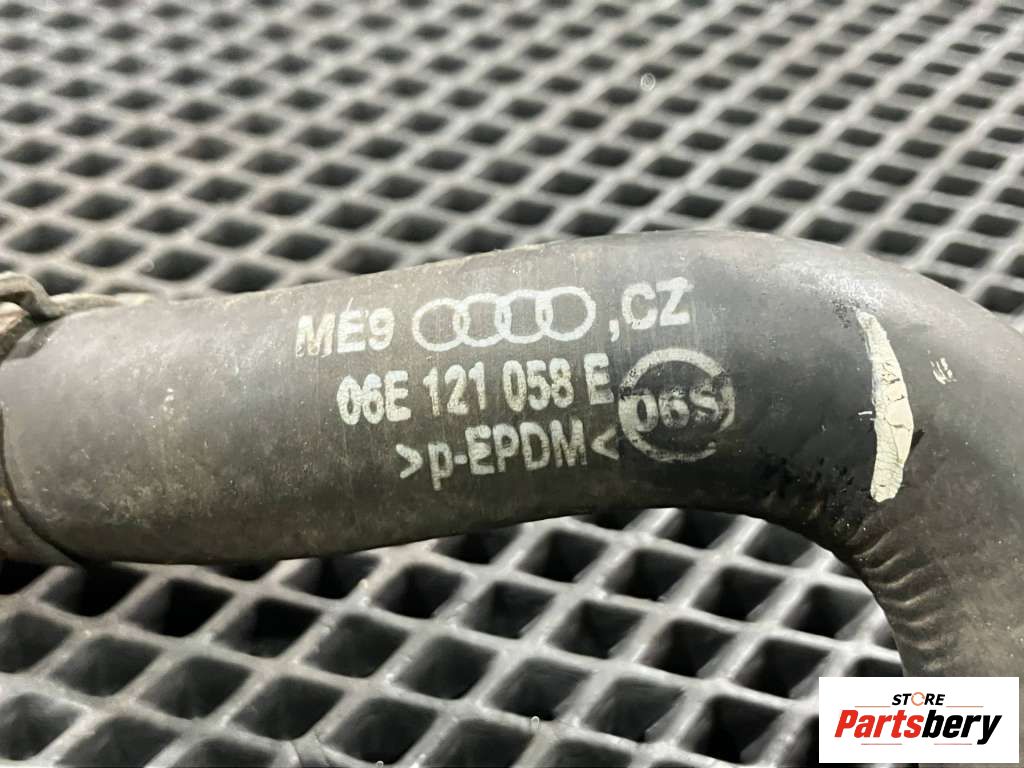 ME9 ,CZ
06E 121 058 E
06S
>p-EPDM<
STORE
Partsbery